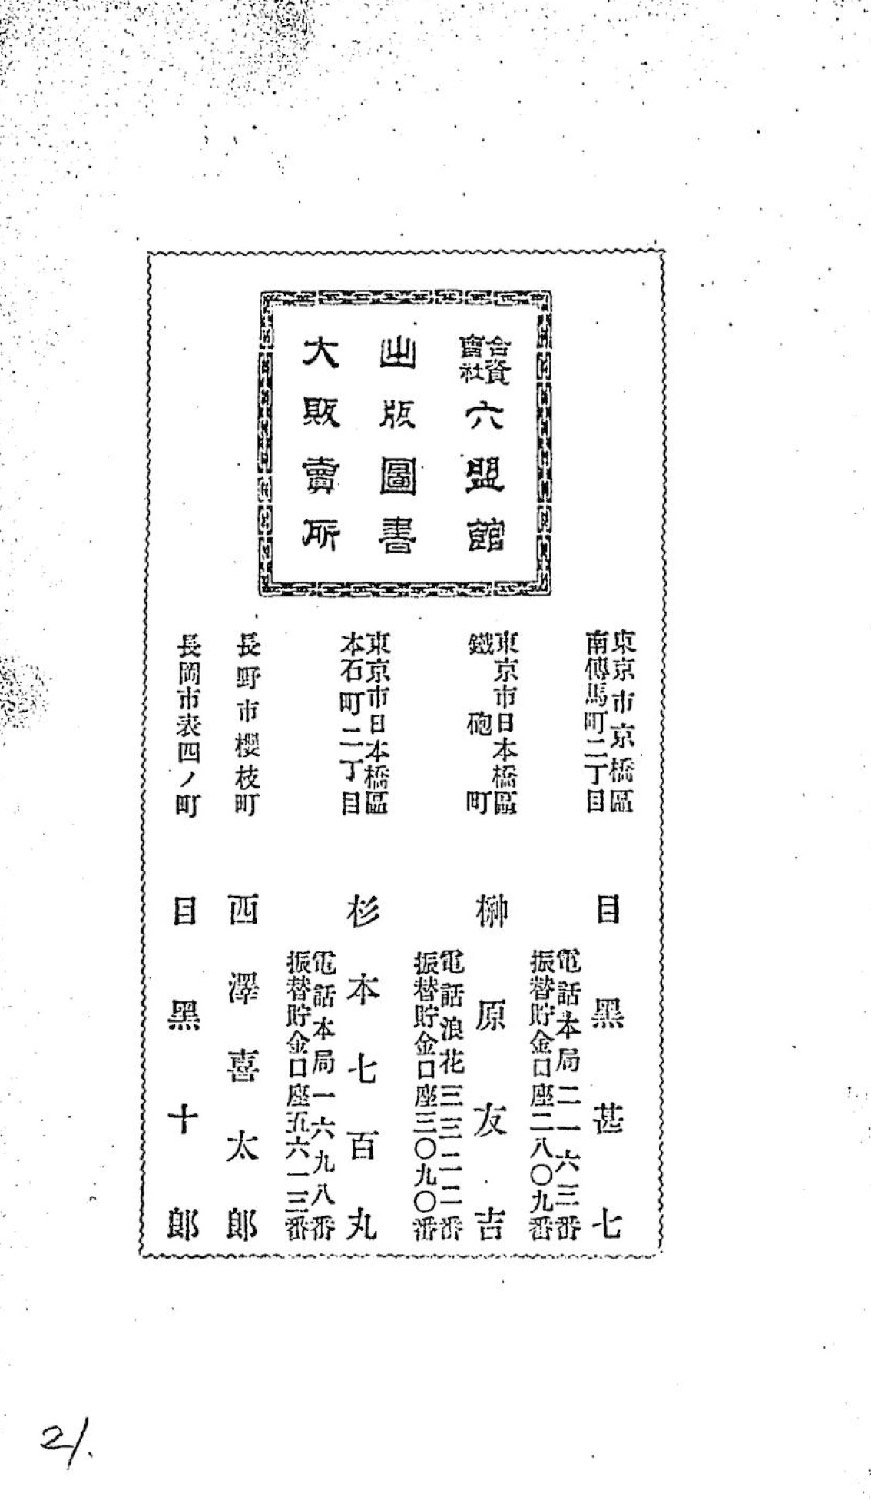 合資會社 六盟館
出版圖書
大販賣所
東京市京橋區
南傳馬町二丁目
目黑甚七
電話本局二一六三番
振替貯金口座二八〇九番
東京市日本橋區
鐵砲町
榊原友吉
電話浪花三三二二番
振替貯金口座三〇九〇番
東京市日本橋區
本石町二丁目
杉本七百丸
電話本局一六九八番
振替貯金口座五六一三番
長野市櫻枝町
西澤喜太郎
長岡市表四ノ町
目黑十郎
21.